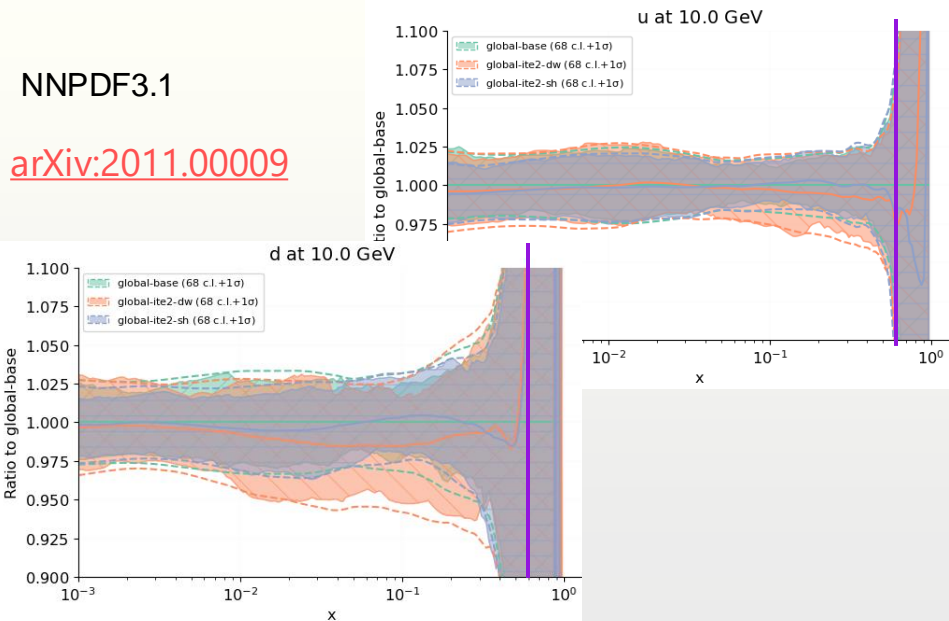 NNPDF3.1
arXiv:2011.00009
u at 10.0 GeV
1.100
1.075
1.050
1.025
1.000
0.975
tio to global-base
global-base (68 c.l.+1σ)
global-ite2-dw (68 c.l.+1σ)
global-ite2-sh (68 c.l.+1σ)
10⁻²
10⁻¹
10⁰
x
d at 10.0 GeV
1.100
1.075
1.050
1.025
1.000
0.975
0.950
0.925
0.900
Ratio to global-base
global-base (68 c.l.+1σ)
global-ite2-dw (68 c.l.+1σ)
global-ite2-sh (68 c.l.+1σ)
10⁻³
10⁻²
10⁻¹
10⁰
x